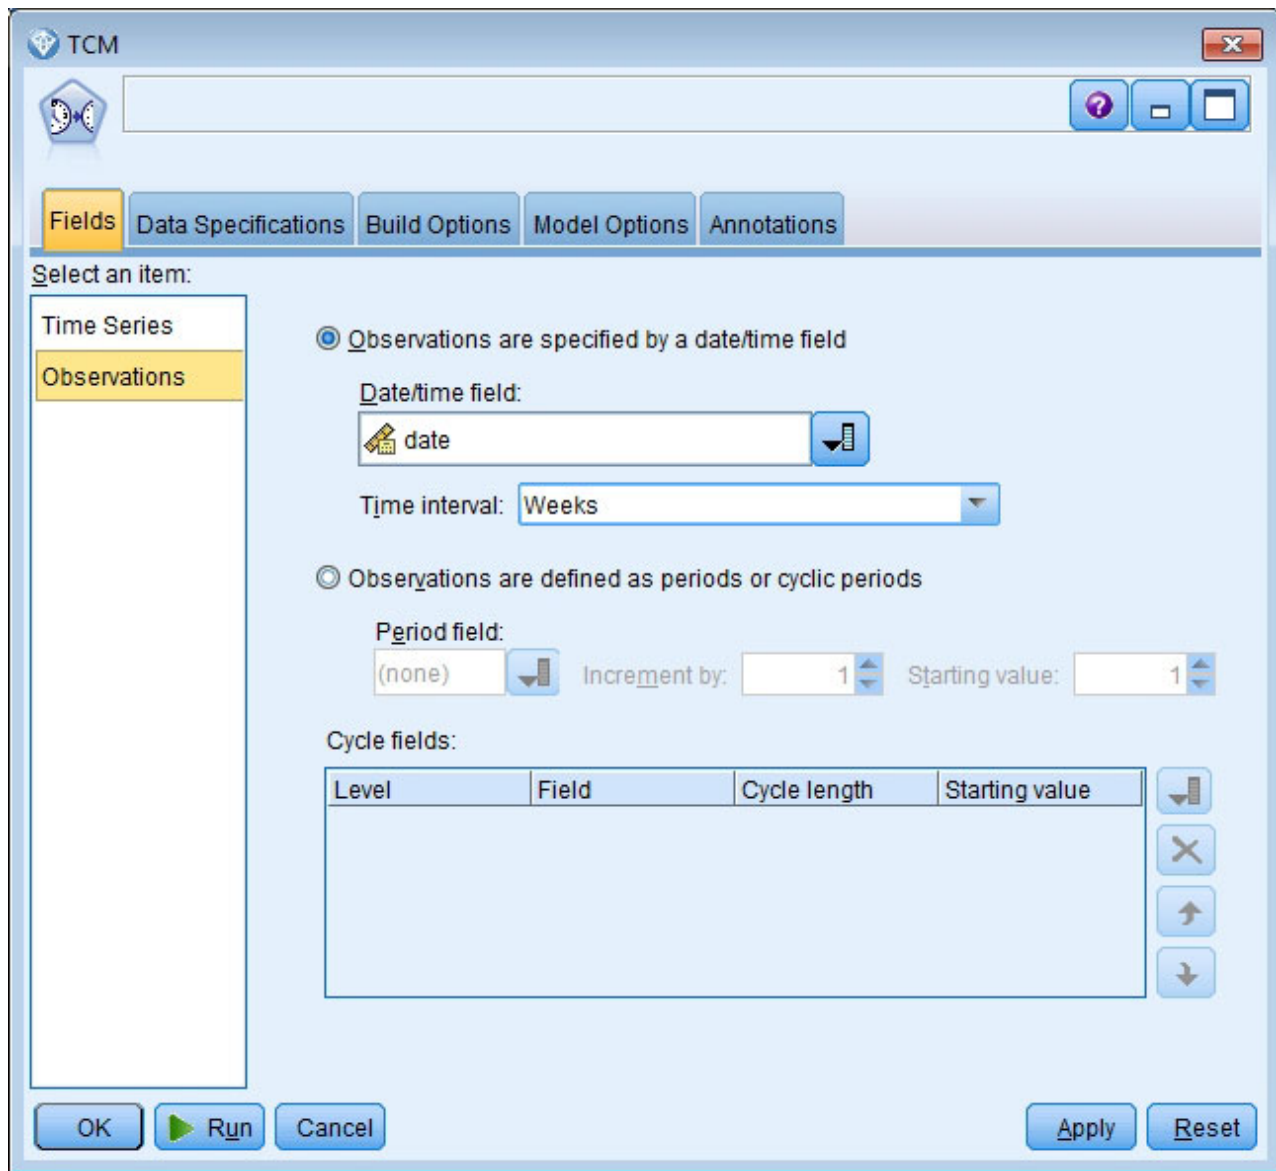 TCM
Fields Data Specifications Build Options Model Options Annotations
Select an item:
Time Series
Observations
Observations are specified by a date/time field
Date/time field:
date
Time interval: Weeks
Observations are defined as periods or cyclic periods
Period field:
(none) Increment by: 1 Starting value: 1
Cycle fields:
Level Field Cycle length Starting value
OK Run Cancel Apply Reset